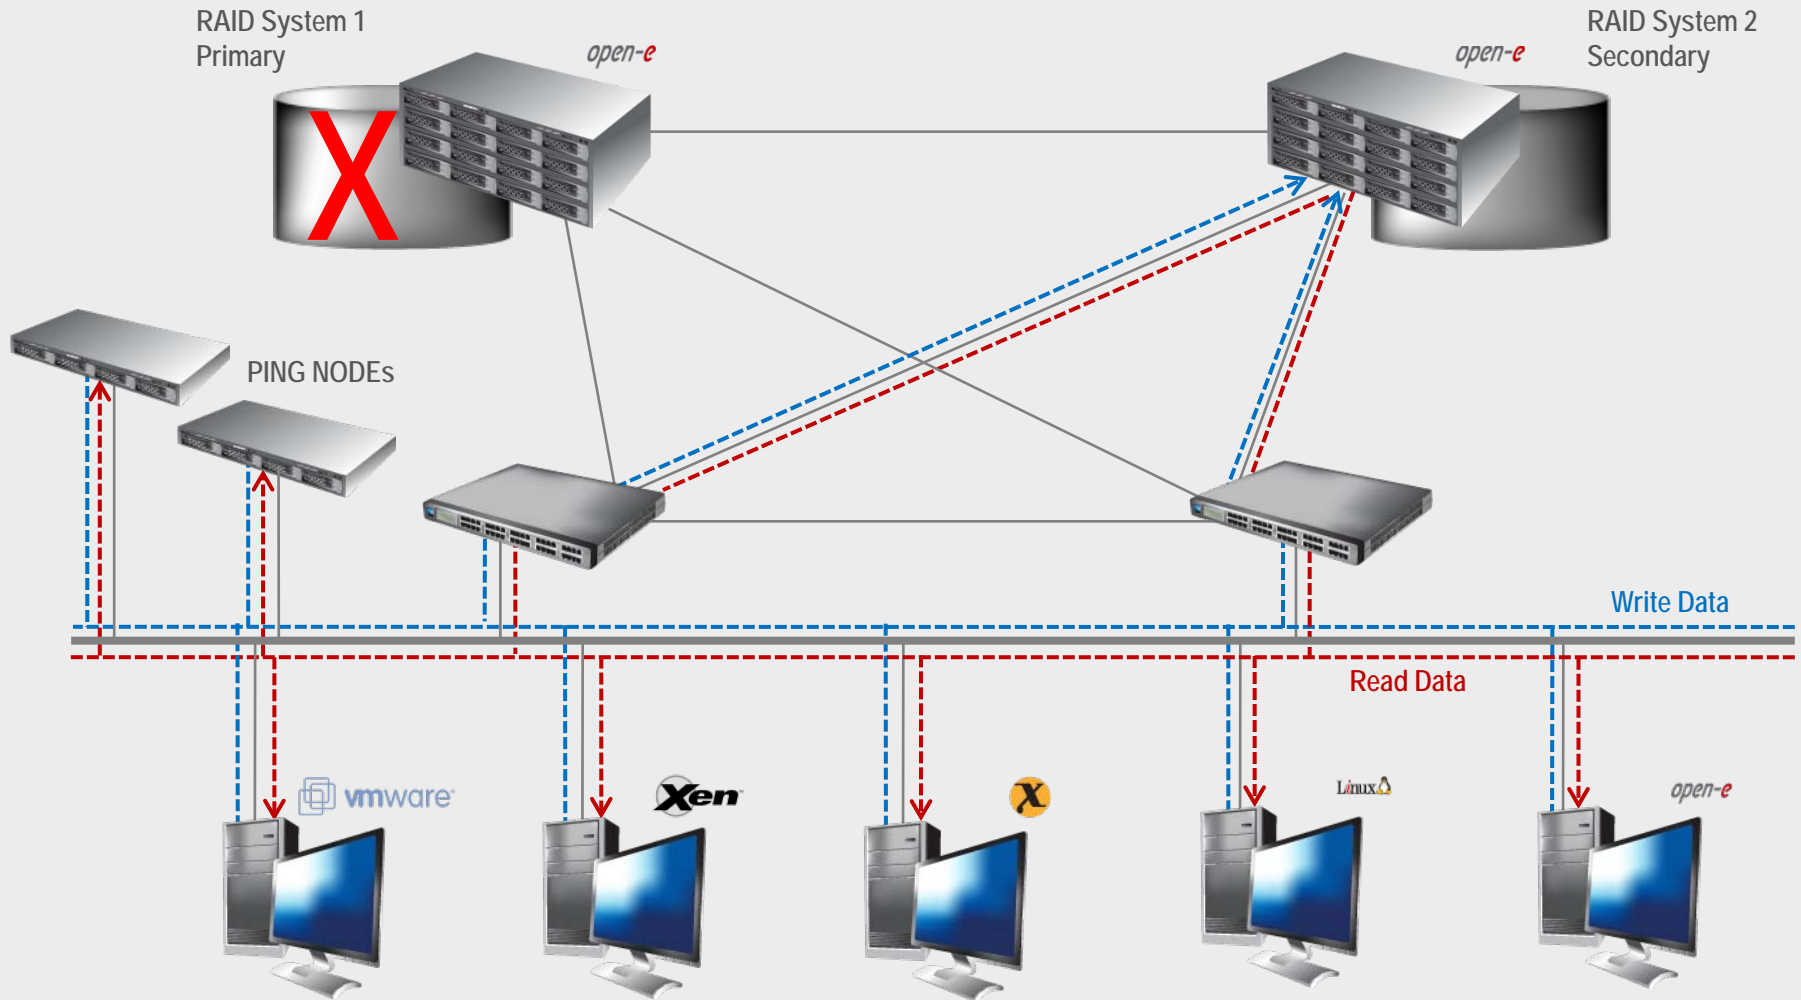 RAID System 1
Primary
open-e
open-e
RAID System 2
Secondary
X
PING NODEs
Write Data
Read Data
vmware
Xen
X
Linux
open-e